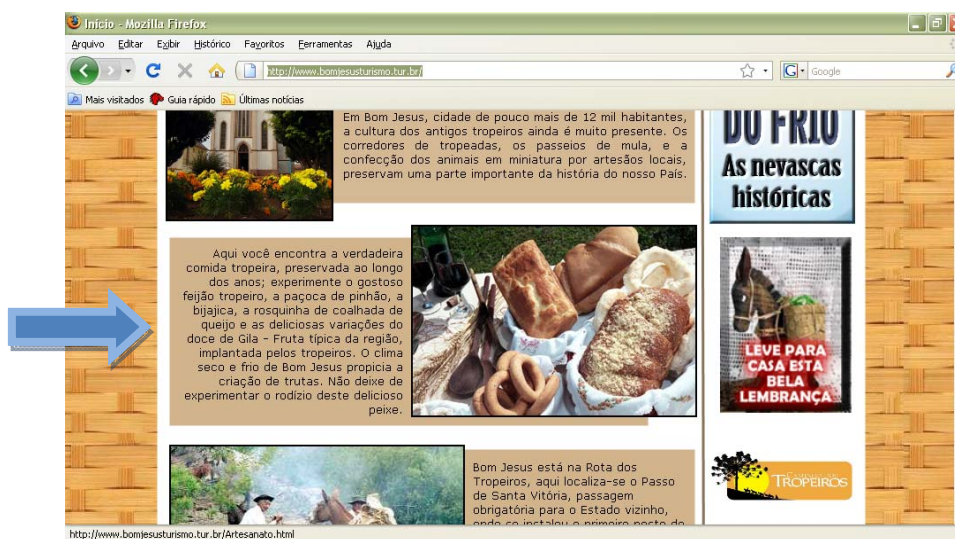 Início - Mozilla Firefox
Arquivo Editar Exibir Histórico Favoritos Ferramentas Ajuda
http://www.bomjesusturismo.tur.br/
G Google
Mais visitados Guia rápido Últimas notícias
Em Bom Jesus, cidade de pouco mais de 12 mil habitantes,
a cultura dos antigos tropeiros ainda é muito presente. Os
corredores de tropeadas, os passeios de mula, e a
confecção dos animais em miniatura por artesãos locais,
preservam uma parte importante da história do nosso País.
DO FRIO
As nevascas
históricas
Aqui você encontra a verdadeira
comida tropeira, preservada ao longo
dos anos; experimente o gostoso
feijão tropeiro, a paçoca de pinhão, a
bijajica, a rosquinha de coalhada de
queijo e as deliciosas variações do
doce de Gila - Fruta típica da região,
implantada pelos tropeiros. O clima
seco e frio de Bom Jesus propicia a
criação de trutas. Não deixe de
experimentar o rodízio deste delicioso
peixe.
LEVE PARA
CASA ESTA
BELA
LEMBRANÇA
Bom Jesus está na Rota dos
Tropeiros, aqui localiza-se o Passo
de Santa Vitória, passagem
obrigatória para o Estado vizinho,
onde se instalou o primeiro posto de
TROPEIROS
http://www.bomjesusturismo.tur.br/Artesanato.html